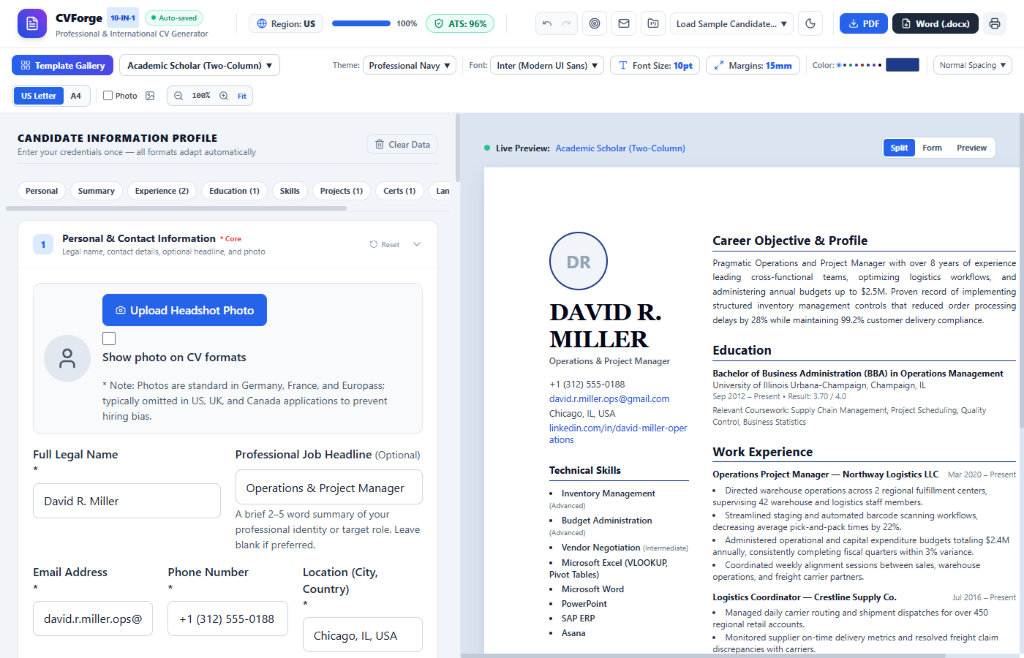 CVForge 10-IN-1 Auto-saved
Professional & International CV Generator
Region: US
100%
ATS: 96%
Load Sample Candidate...
PDF
Word (.docx)
Template Gallery
Academic Scholar (Two-Column)
Theme: Professional Navy
Font: Inter (Modern UI Sans)
Font Size: 10pt
Margins: 15mm
Color:
Normal Spacing
US Letter A4
Photo
100% Fit
CANDIDATE INFORMATION PROFILE
Enter your credentials once — all formats adapt automatically
Clear Data
Personal Summary Experience (2) Education (1) Skills Projects (1) Certs (1) Lan
1
Personal & Contact Information * Core
Legal name, contact details, optional headline, and photo
Reset
Upload Headshot Photo
Show photo on CV formats
* Note: Photos are standard in Germany, France, and Europass;
typically omitted in US, UK, and Canada applications to prevent
hiring bias.
Full Legal Name
*
David R. Miller
Professional Job Headline (Optional)
Operations & Project Manager
A brief 2–5 word summary of your
professional identity or target role. Leave
blank if preferred.
Email Address
*
david.r.miller.ops@
Phone Number
*
+1 (312) 555-0188
Location (City,
Country)
*
Chicago, IL, USA
Live Preview: Academic Scholar (Two-Column)
Split Form Preview
DR
DAVID R.
MILLER
Operations & Project Manager
+1 (312) 555-0188
david.r.miller.ops@gmail.com
Chicago, IL, USA
linkedin.com/in/david-miller-oper
ations
Technical Skills
• Inventory Management
(Advanced)
• Budget Administration
(Advanced)
• Vendor Negotiation (Intermediate)
• Microsoft Excel (VLOOKUP,
Pivot Tables)
• Microsoft Word
• PowerPoint
• SAP ERP
• Asana
Career Objective & Profile
Pragmatic Operations and Project Manager with over 8 years of experience
leading cross-functional teams, optimizing logistics workflows, and
administering annual budgets up to $2.5M. Proven record of implementing
structured inventory management controls that reduced order processing
delays by 28% while maintaining 99.2% customer delivery compliance.
Education
Bachelor of Business Administration (BBA) in Operations Management
University of Illinois Urbana-Champaign, Champaign, IL
Sep 2012 – Present • Result: 3.70 / 4.0
Relevant Coursework: Supply Chain Management, Project Scheduling, Quality
Control, Business Statistics
Work Experience
Operations Project Manager — Northway Logistics LLC Mar 2020 – Present
• Directed warehouse operations across 2 regional fulfillment centers,
supervising 42 warehouse and logistics staff members.
• Streamlined staging and automated barcode scanning workflows,
decreasing average pick-and-pack times by 22%.
• Administered operational and capital expenditure budgets totaling $2.4M
annually, consistently completing fiscal quarters within 3% variance.
• Coordinated weekly alignment sessions between sales, warehouse
operations, and freight carrier partners.
Logistics Coordinator — Crestline Supply Co. Jul 2016 – Present
• Managed daily carrier routing and shipment dispatches for over 450
regional retail accounts.
• Monitored supplier on-time delivery metrics and resolved freight claim
discrepancies with carriers.